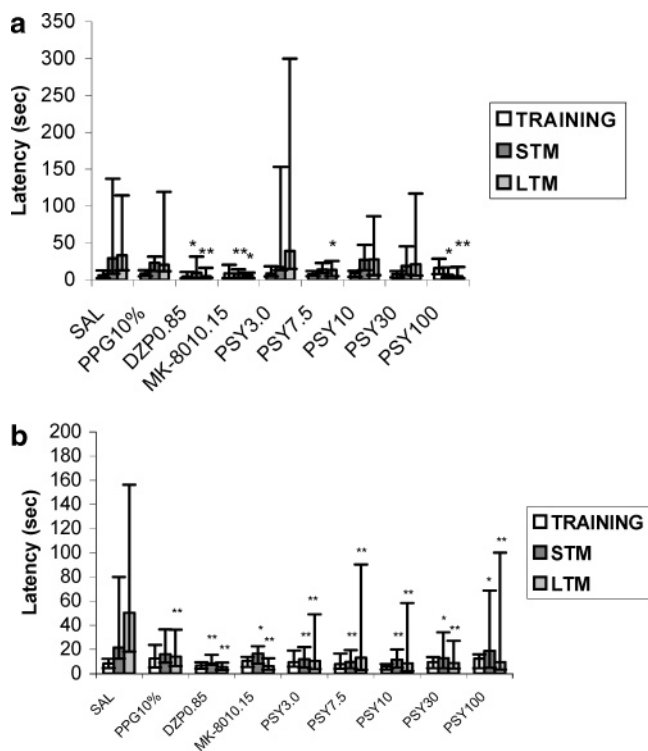 a
350
300
250
200
150
100
50
0
Latency (sec)
* ** ** * * * **
SAL
PPG10%
DZP0.85
MK-8010.15
PSY3.0
PSY7.5
PSY10
PSY30
PSY100
TRAINING
STM
LTM
b
200
180
160
140
120
100
80
60
40
20
0
Latency (sec)
** ** ** * ** ** ** ** ** ** ** * ** * **
SAL
PPG10%
DZP0.85
MK-8010.15
PSY3.0
PSY7.5
PSY10
PSY30
PSY100
TRAINING
STM
LTM